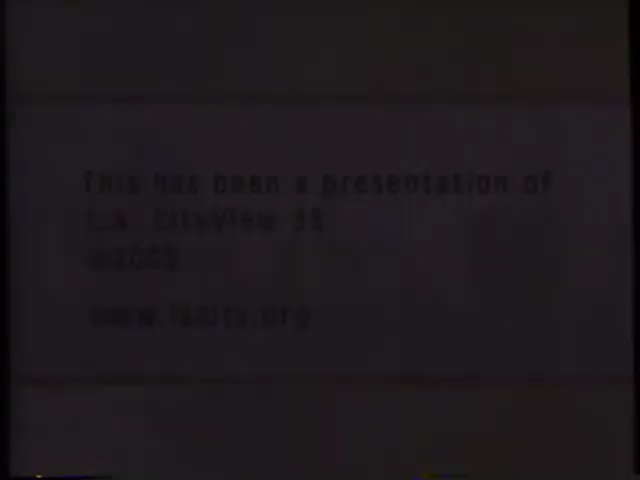 This has been a presentation of
L.A. CityView 35
www.lacity.org